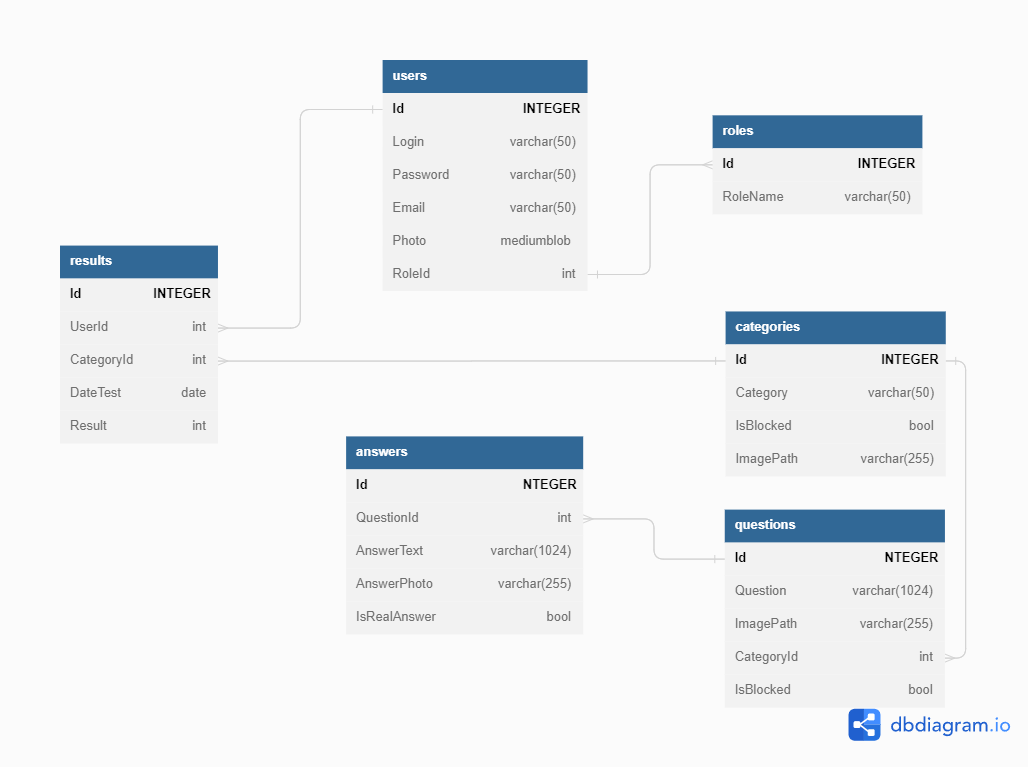 users
Id INTEGER
Login varchar(50)
Password varchar(50)
Email varchar(50)
Photo mediumblob
RoleId int
roles
Id INTEGER
RoleName varchar(50)
results
Id INTEGER
UserId int
CategoryId int
DateTest date
Result int
categories
Id INTEGER
Category varchar(50)
IsBlocked bool
ImagePath varchar(255)
answers
Id NTEGER
QuestionId int
AnswerText varchar(1024)
AnswerPhoto varchar(255)
IsRealAnswer bool
questions
Id NTEGER
Question varchar(1024)
ImagePath varchar(255)
CategoryId int
IsBlocked bool
dbdiagram.io